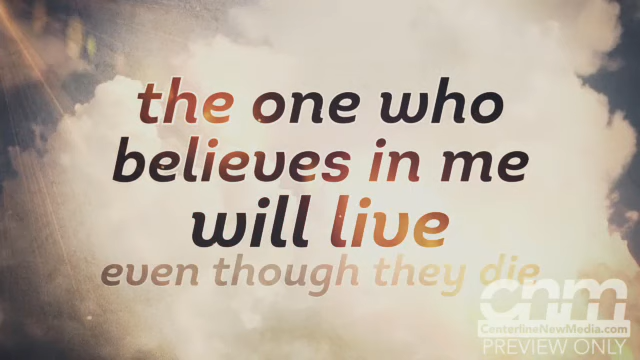 the one who
believes in me
will live
even though they die
cnm
CenterlineNewMedia.com
PREVIEW ONLY